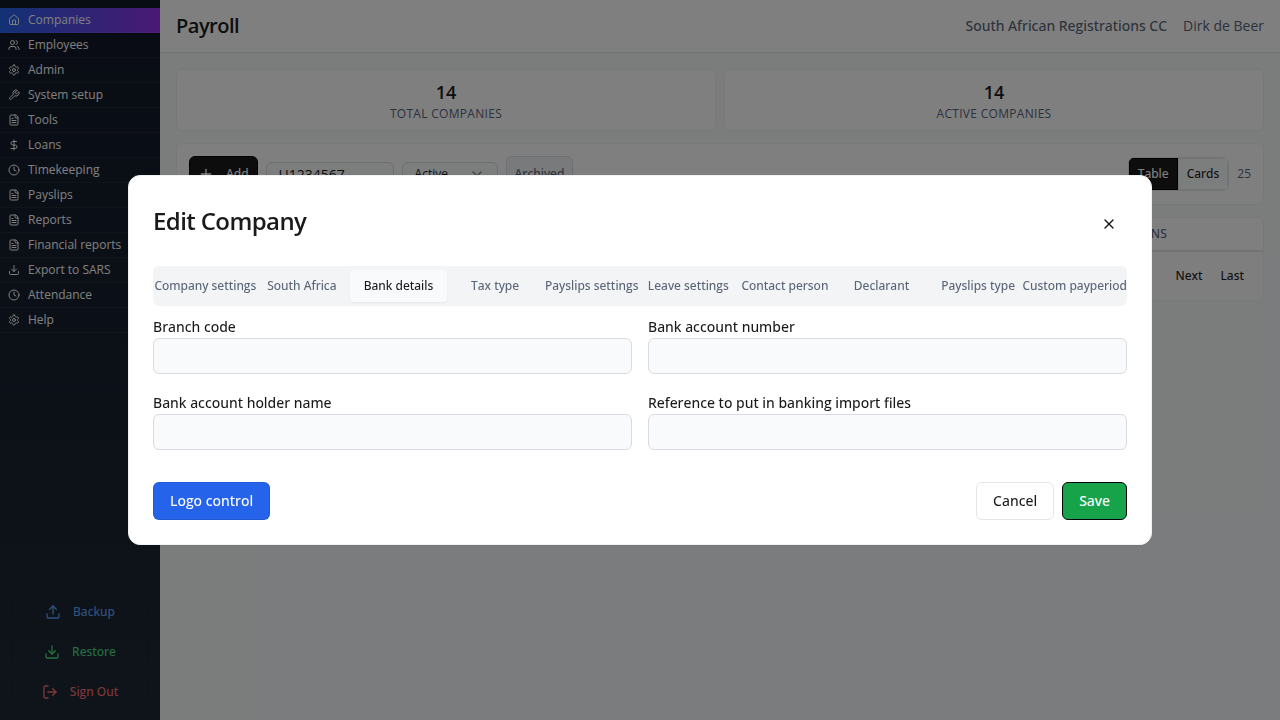 Companies
Employees
Admin
System setup
Tools
Loans
Timekeeping
Payslips
Reports
Financial reports
Export to SARS
Attendance
Help
Backup
Restore
Sign Out
Payroll
South African Registrations CC Dirk de Beer
14
TOTAL COMPANIES
14
ACTIVE COMPANIES
Add U1234567 Active Archived
Table Cards 25
NS
Next Last
Edit Company
Company settings South Africa Bank details Tax type Payslips settings Leave settings Contact person Declarant Payslips type Custom payperiod
Branch code Bank account number
Bank account holder name Reference to put in banking import files
Logo control Cancel Save